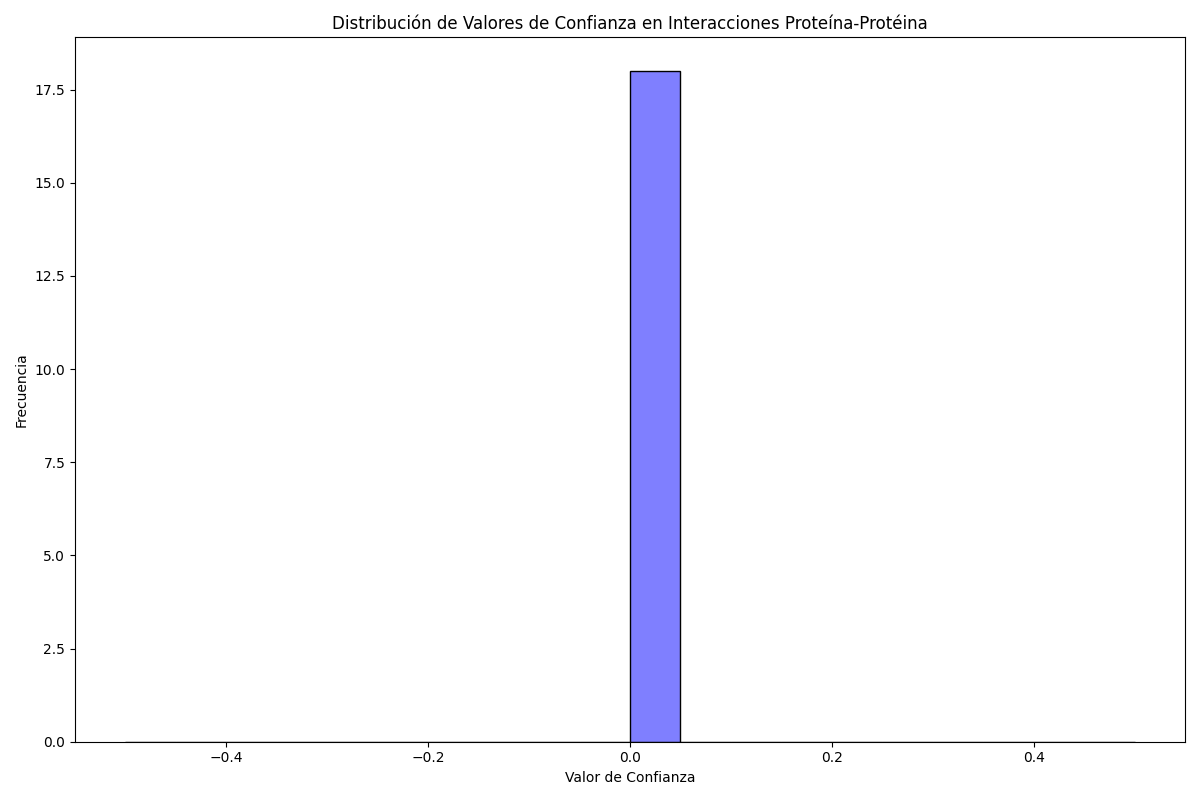 Distribución de Valores de Confianza en Interacciones Proteína-Protéina
17.5
15.0
12.5
10.0
7.5
5.0
2.5
0.0
Frecuencia
−0.4 −0.2 0.0 0.2 0.4
Valor de Confianza